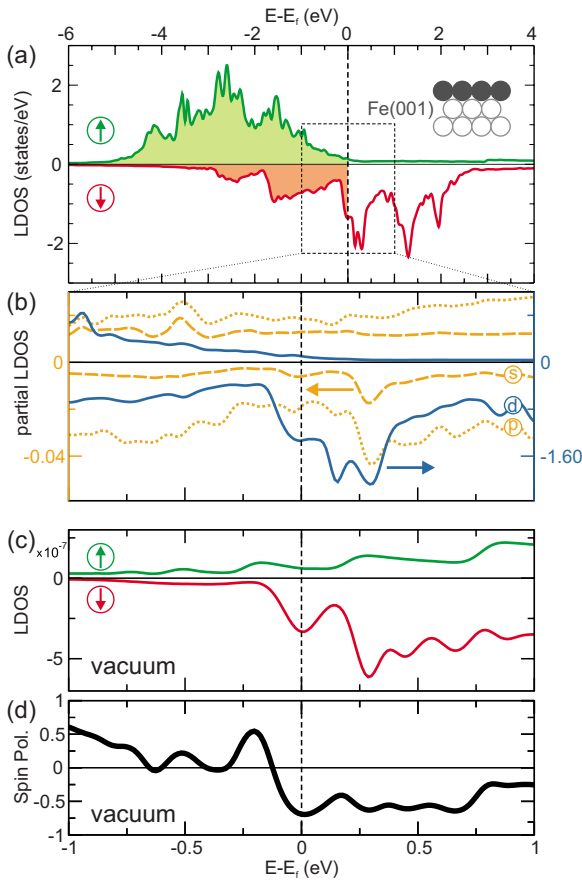 E-Ef (eV)
-6 -4 -2 0 2 4
(a)
LDOS (states/eV)
2
0
-2
Fe(001)
(b)
partial LDOS
0
-0.04
0
-1.60
s
d
p
(c)
LDOS
x10-7
0
-5
vacuum
(d)
Spin Pol.
1
0.5
0
-0.5
-1
vacuum
-1 -0.5 0 0.5 1
E-Ef (eV)